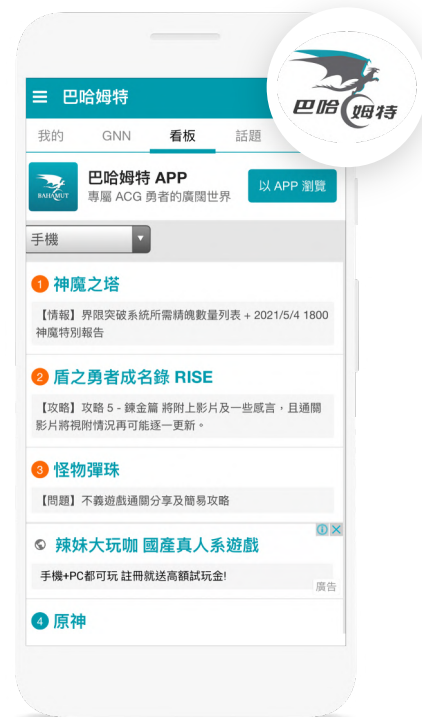 巴哈姆特
巴哈姆特
我的 GNN 看板 話題
BAHAMUT
巴哈姆特 APP
專屬 ACG 勇者的廣闊世界
以 APP 瀏覽
手機
1 神魔之塔
【情報】界限突破系統所需精魄數量列表 + 2021/5/4 1800
神魔特別報告
2 盾之勇者成名錄 RISE
【攻略】攻略 5 - 鍊金篇 將附上影片及一些感言，且通關
影片將視附情況再可能逐一更新。
3 怪物彈珠
【問題】不義遊戲通關分享及簡易攻略
辣妹大玩咖 國產真人系遊戲
手機+PC都可玩 註冊就送高額試玩金!
廣告
4 原神